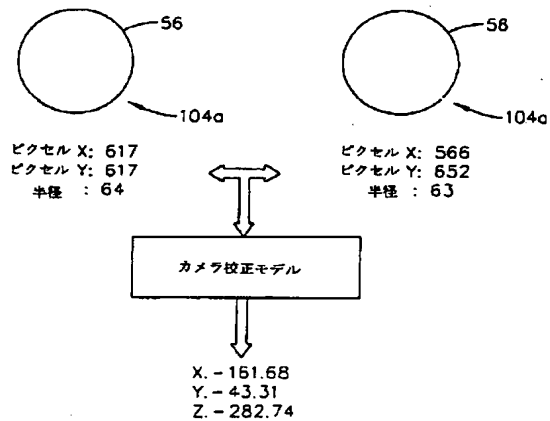 56
104a
ピクセル X: 617
ピクセル Y: 617
半径 : 64
58
104a
ピクセル X: 566
ピクセル Y: 652
半径 : 63
カメラ校正モデル
X. -161.68
Y. -43.31
Z. -282.74